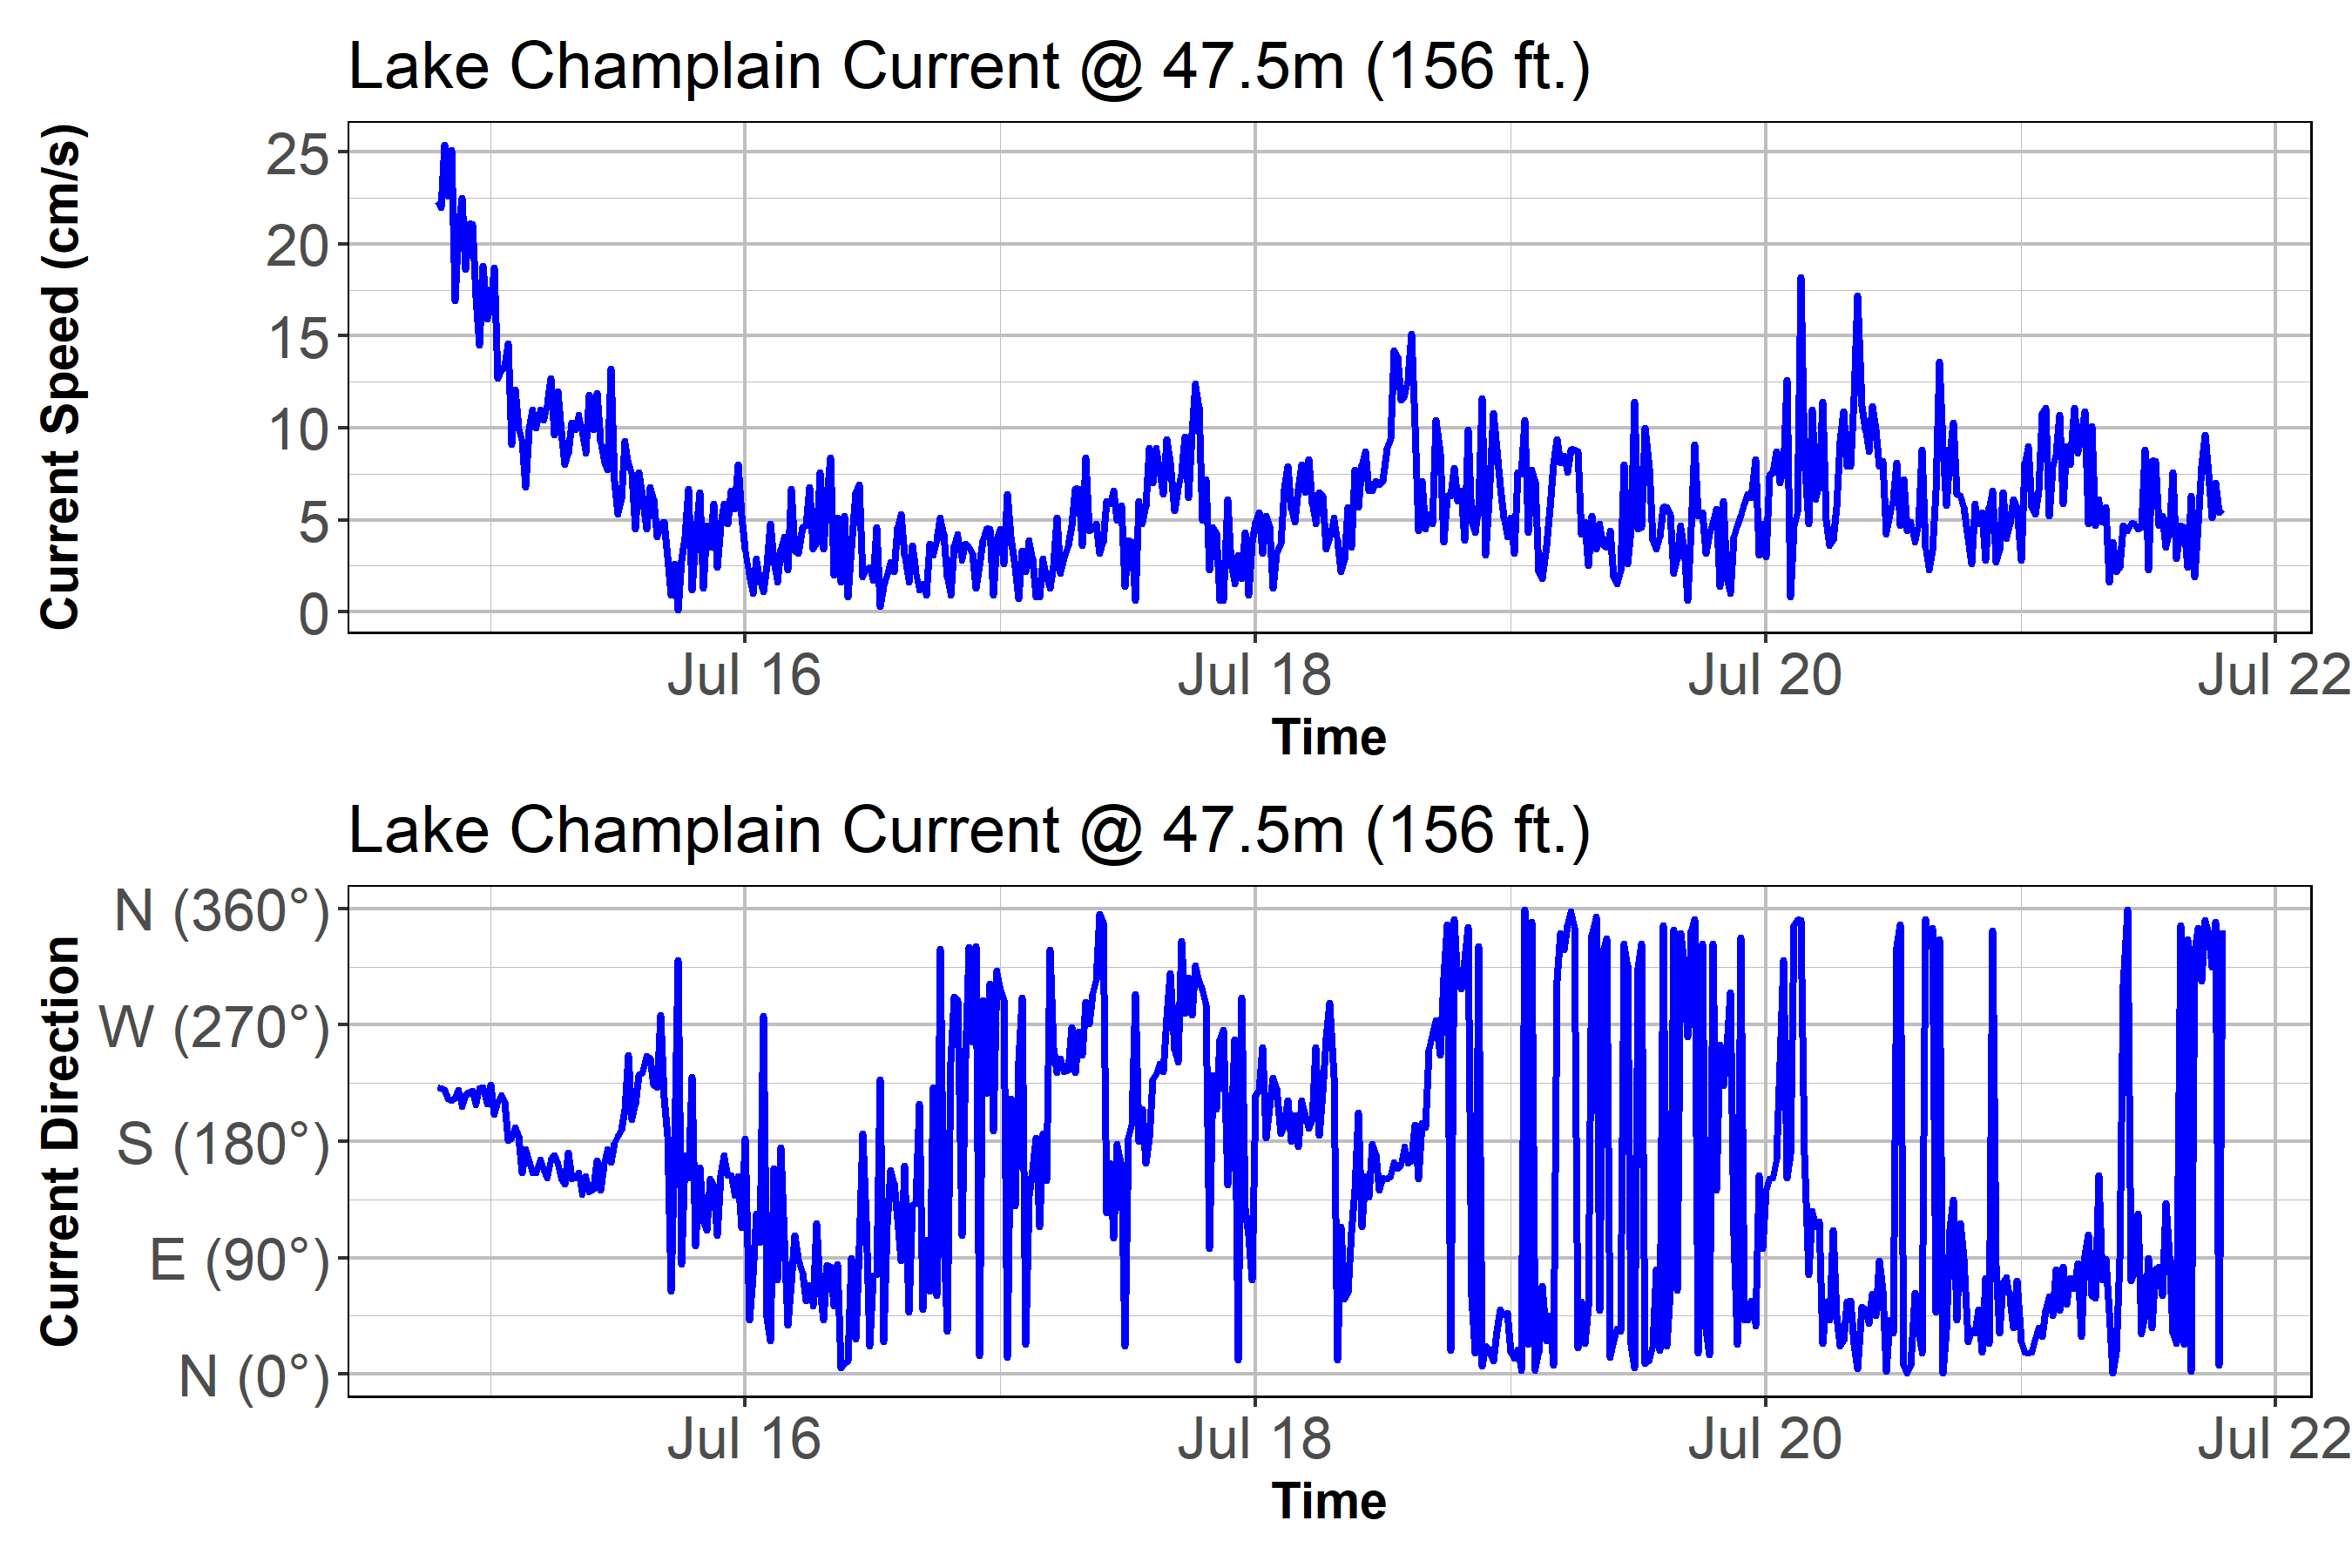 Lake Champlain Current @ 47.5m (156 ft.)
Current Speed (cm/s)
25
20
15
10
5
0
Jul 16 Jul 18 Jul 20 Jul 22
Time
Lake Champlain Current @ 47.5m (156 ft.)
Current Direction
N (360°)
W (270°)
S (180°)
E (90°)
N (0°)
Jul 16 Jul 18 Jul 20 Jul 22
Time